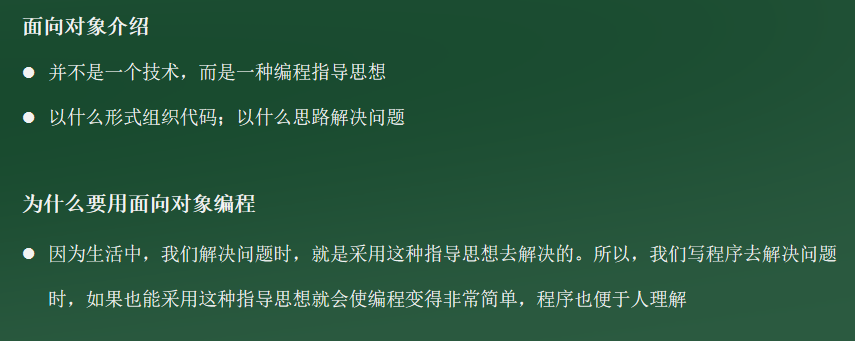 面向对象介绍
● 并不是一个技术，而是一种编程指导思想
● 以什么形式组织代码；以什么思路解决问题
为什么要用面向对象编程
● 因为生活中，我们解决问题时，就是采用这种指导思想去解决的。所以，我们写程序去解决问题
时，如果也能采用这种指导思想就会使编程变得非常简单，程序也便于人理解